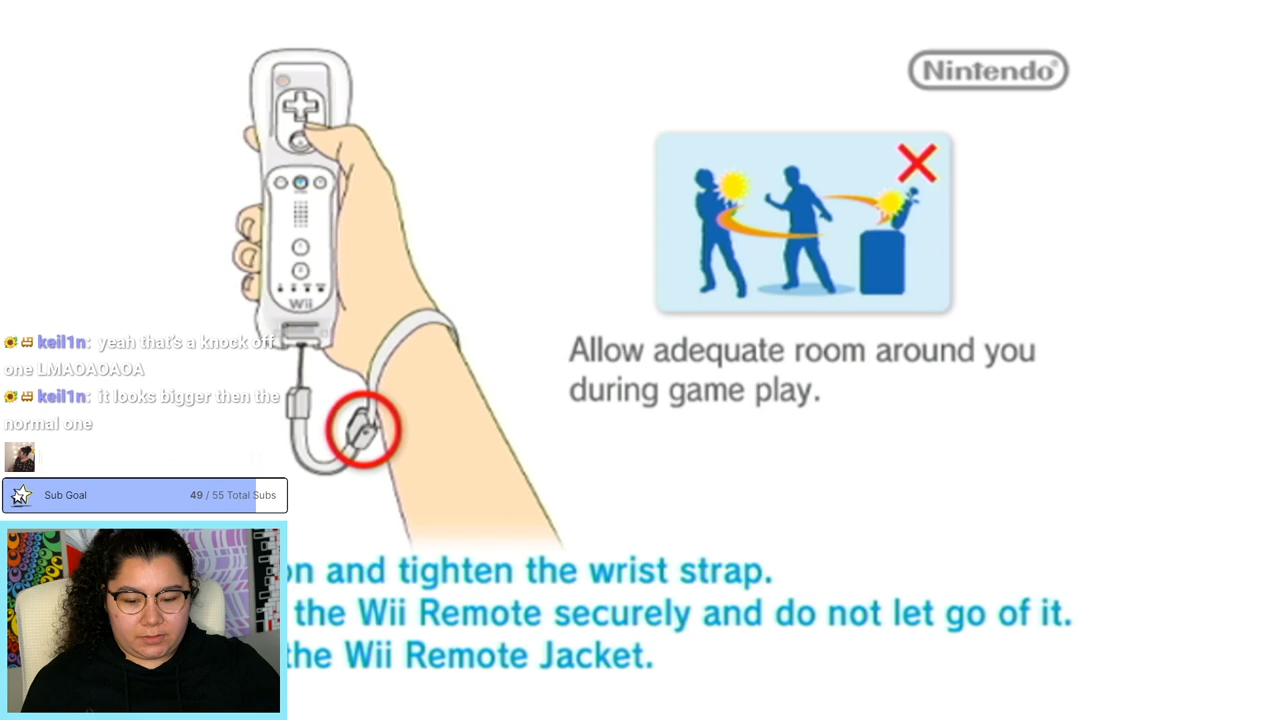 Nintendo®
Wii
Allow adequate room around you
during game play.
keil1n: yeah that's a knock off
one LMAOAOAOA
keil1n: it looks bigger then the
normal one
Sub Goal 49 / 55 Total Subs
on and tighten the wrist strap.
the Wii Remote securely and do not let go of it.
the Wii Remote Jacket.